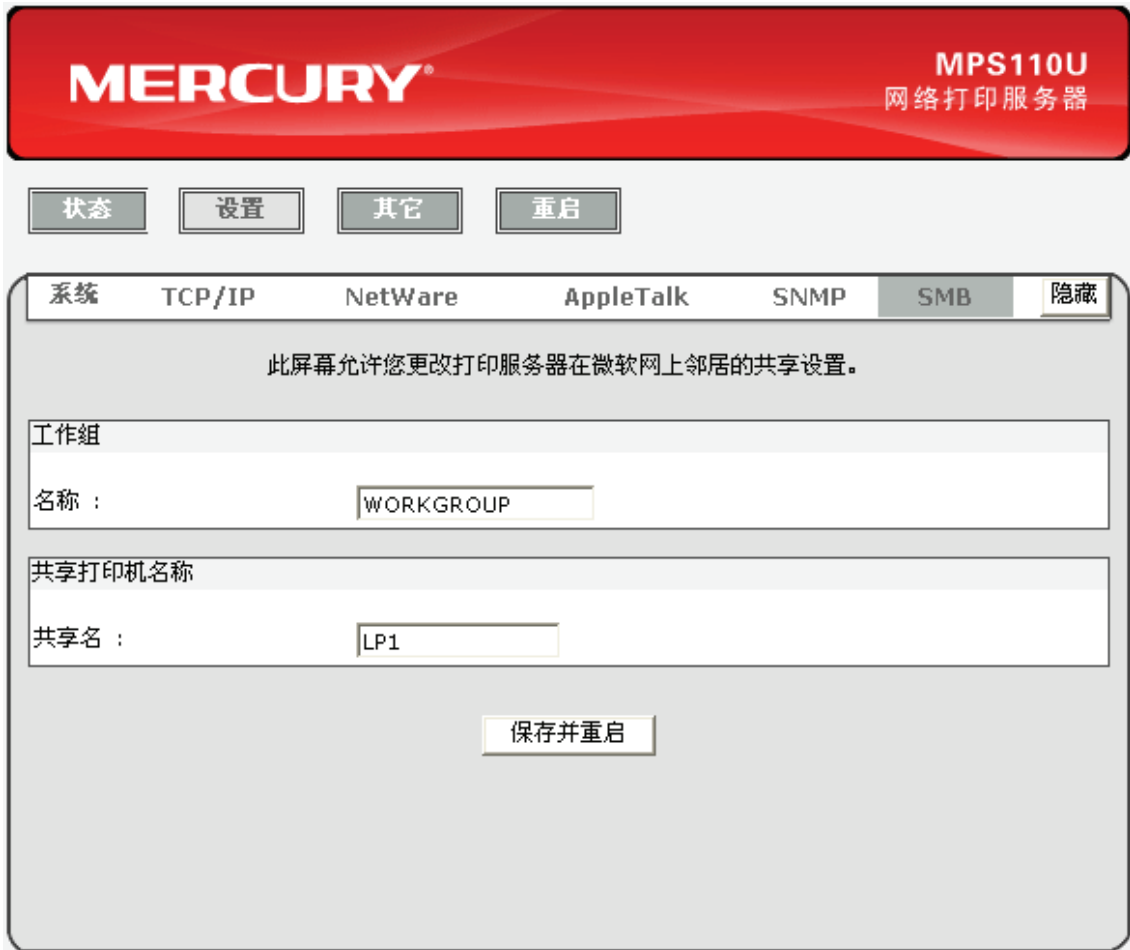 MERCURY®
MPS110U
网络打印服务器
状态 设置 其它 重启
系统 TCP/IP NetWare AppleTalk SNMP SMB 隐藏
此屏幕允许您更改打印服务器在微软网上邻居的共享设置。
工作组
名称 : WORKGROUP
共享打印机名称
共享名 : LP1
保存并重启